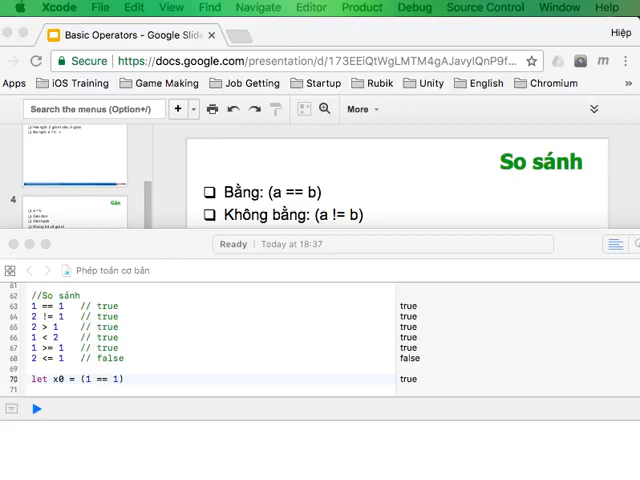 Xcode File Edit View Find Navigate Editor Product Debug Source Control Window Help
Basic Operators - Google Slide
Hiệp
Secure https://docs.google.com/presentation/d/173EEiQtWgLMTM4gAJavyIQnP9f...
Apps iOS Training Game Making Job Getting Startup Rubik Unity English Chromium
Search the menus (Option+/)
More
So sánh
Bằng: (a == b)
Không bằng: (a != b)
4
Gán
Ready Today at 18:37
Phép toán cơ bản
61
62 //So sánh
63 1 == 1 // true true
64 2 != 1 // true true
65 2 > 1 // true true
66 1 < 2 // true true
67 1 >= 1 // true true
68 2 <= 1 // false false
69
70 let x0 = (1 == 1) true
71